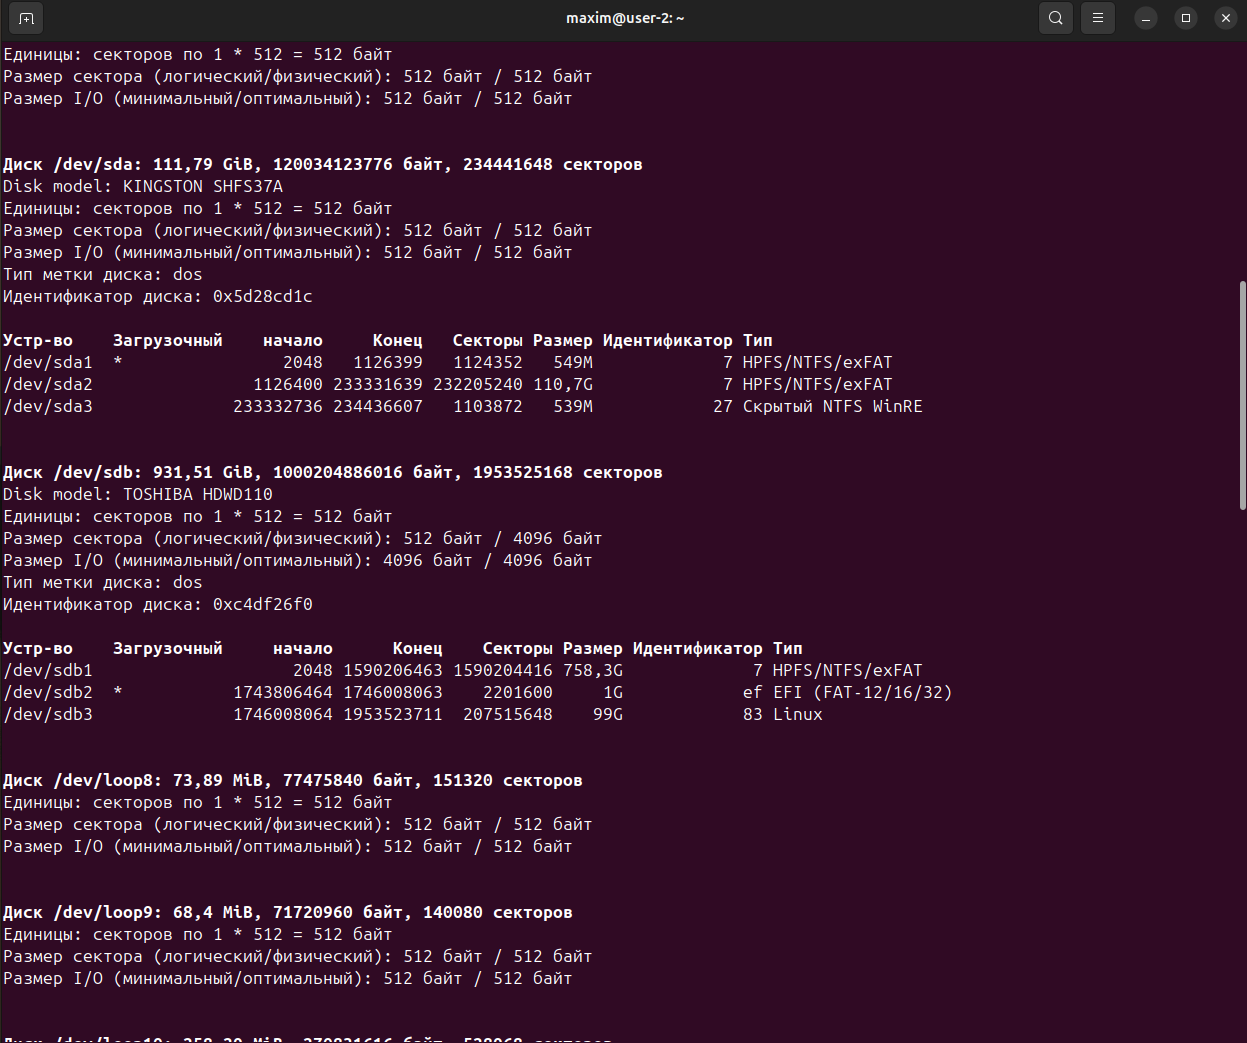 maxim@user-2: ~
Единицы: секторов по 1 * 512 = 512 байт
Размер сектора (логический/физический): 512 байт / 512 байт
Размер I/O (минимальный/оптимальный): 512 байт / 512 байт
Диск /dev/sda: 111,79 GiB, 120034123776 байт, 234441648 секторов
Disk model: KINGSTON SHFS37A
Единицы: секторов по 1 * 512 = 512 байт
Размер сектора (логический/физический): 512 байт / 512 байт
Размер I/O (минимальный/оптимальный): 512 байт / 512 байт
Тип метки диска: dos
Идентификатор диска: 0x5d28cd1c
Устр-во Загрузочный начало Конец Секторы Размер Идентификатор Тип
/dev/sda1 * 2048 1126399 1124352 549M 7 HPFS/NTFS/exFAT
/dev/sda2 1126400 233331639 232205240 110,7G 7 HPFS/NTFS/exFAT
/dev/sda3 233332736 234436607 1103872 539M 27 Скрытый NTFS WinRE
Диск /dev/sdb: 931,51 GiB, 1000204886016 байт, 1953525168 секторов
Disk model: TOSHIBA HDWD110
Единицы: секторов по 1 * 512 = 512 байт
Размер сектора (логический/физический): 512 байт / 4096 байт
Размер I/O (минимальный/оптимальный): 4096 байт / 4096 байт
Тип метки диска: dos
Идентификатор диска: 0xc4df26f0
Устр-во Загрузочный начало Конец Секторы Размер Идентификатор Тип
/dev/sdb1 2048 1590206463 1590204416 758,3G 7 HPFS/NTFS/exFAT
/dev/sdb2 * 1743806464 1746008063 2201600 1G ef EFI (FAT-12/16/32)
/dev/sdb3 1746008064 1953523711 207515648 99G 83 Linux
Диск /dev/loop8: 73,89 MiB, 77475840 байт, 151320 секторов
Единицы: секторов по 1 * 512 = 512 байт
Размер сектора (логический/физический): 512 байт / 512 байт
Размер I/O (минимальный/оптимальный): 512 байт / 512 байт
Диск /dev/loop9: 68,4 MiB, 71720960 байт, 140080 секторов
Единицы: секторов по 1 * 512 = 512 байт
Размер сектора (логический/физический): 512 байт / 512 байт
Размер I/O (минимальный/оптимальный): 512 байт / 512 байт